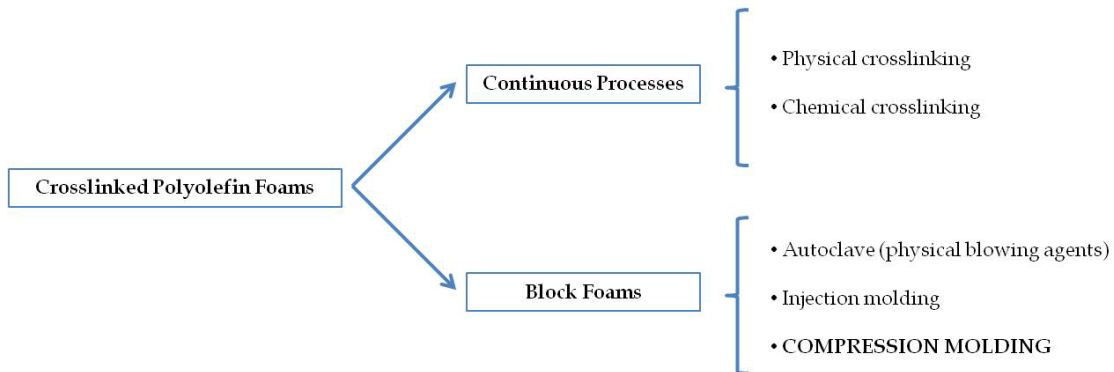 Crosslinked Polyolefin Foams
Continuous Processes
• Physical crosslinking
• Chemical crosslinking
Block Foams
• Autoclave (physical blowing agents)
• Injection molding
• COMPRESSION MOLDING